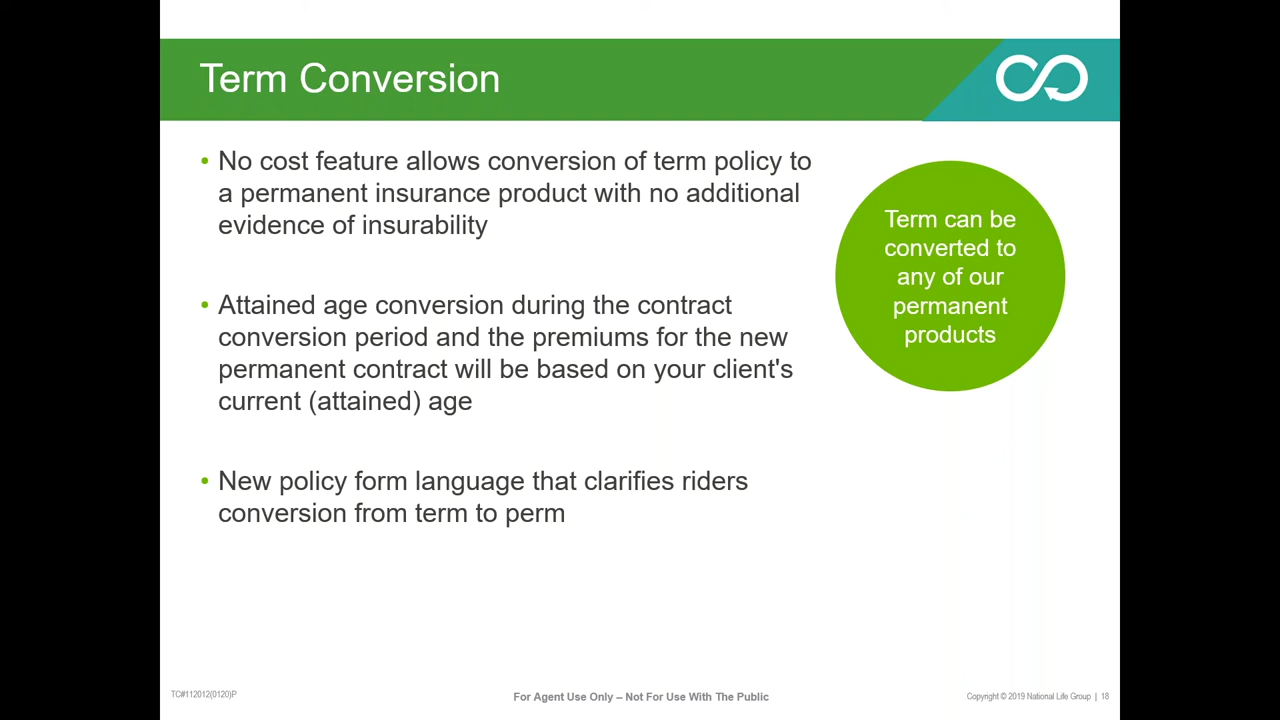 Term Conversion
• No cost feature allows conversion of term policy to
a permanent insurance product with no additional
evidence of insurability
• Attained age conversion during the contract
conversion period and the premiums for the new
permanent contract will be based on your client's
current (attained) age
• New policy form language that clarifies riders
conversion from term to perm
Term can be
converted to
any of our
permanent
products
TC#112012(0120)P
For Agent Use Only – Not For Use With The Public
Copyright © 2019 National Life Group | 18